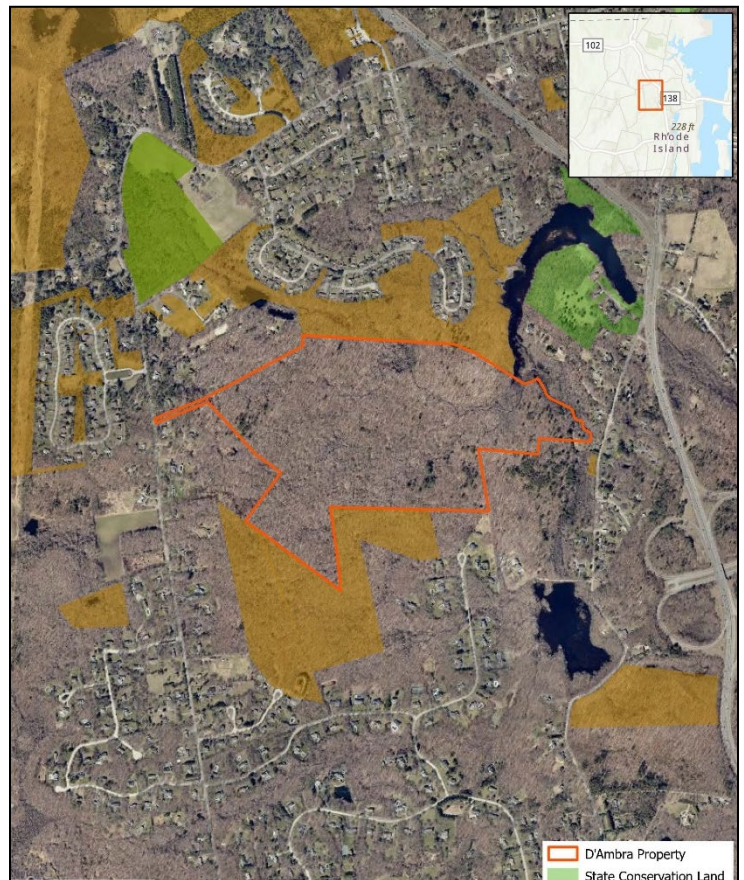 102
138
228 ft
Rhode
Island
D'Ambra Property
State Conservation Land